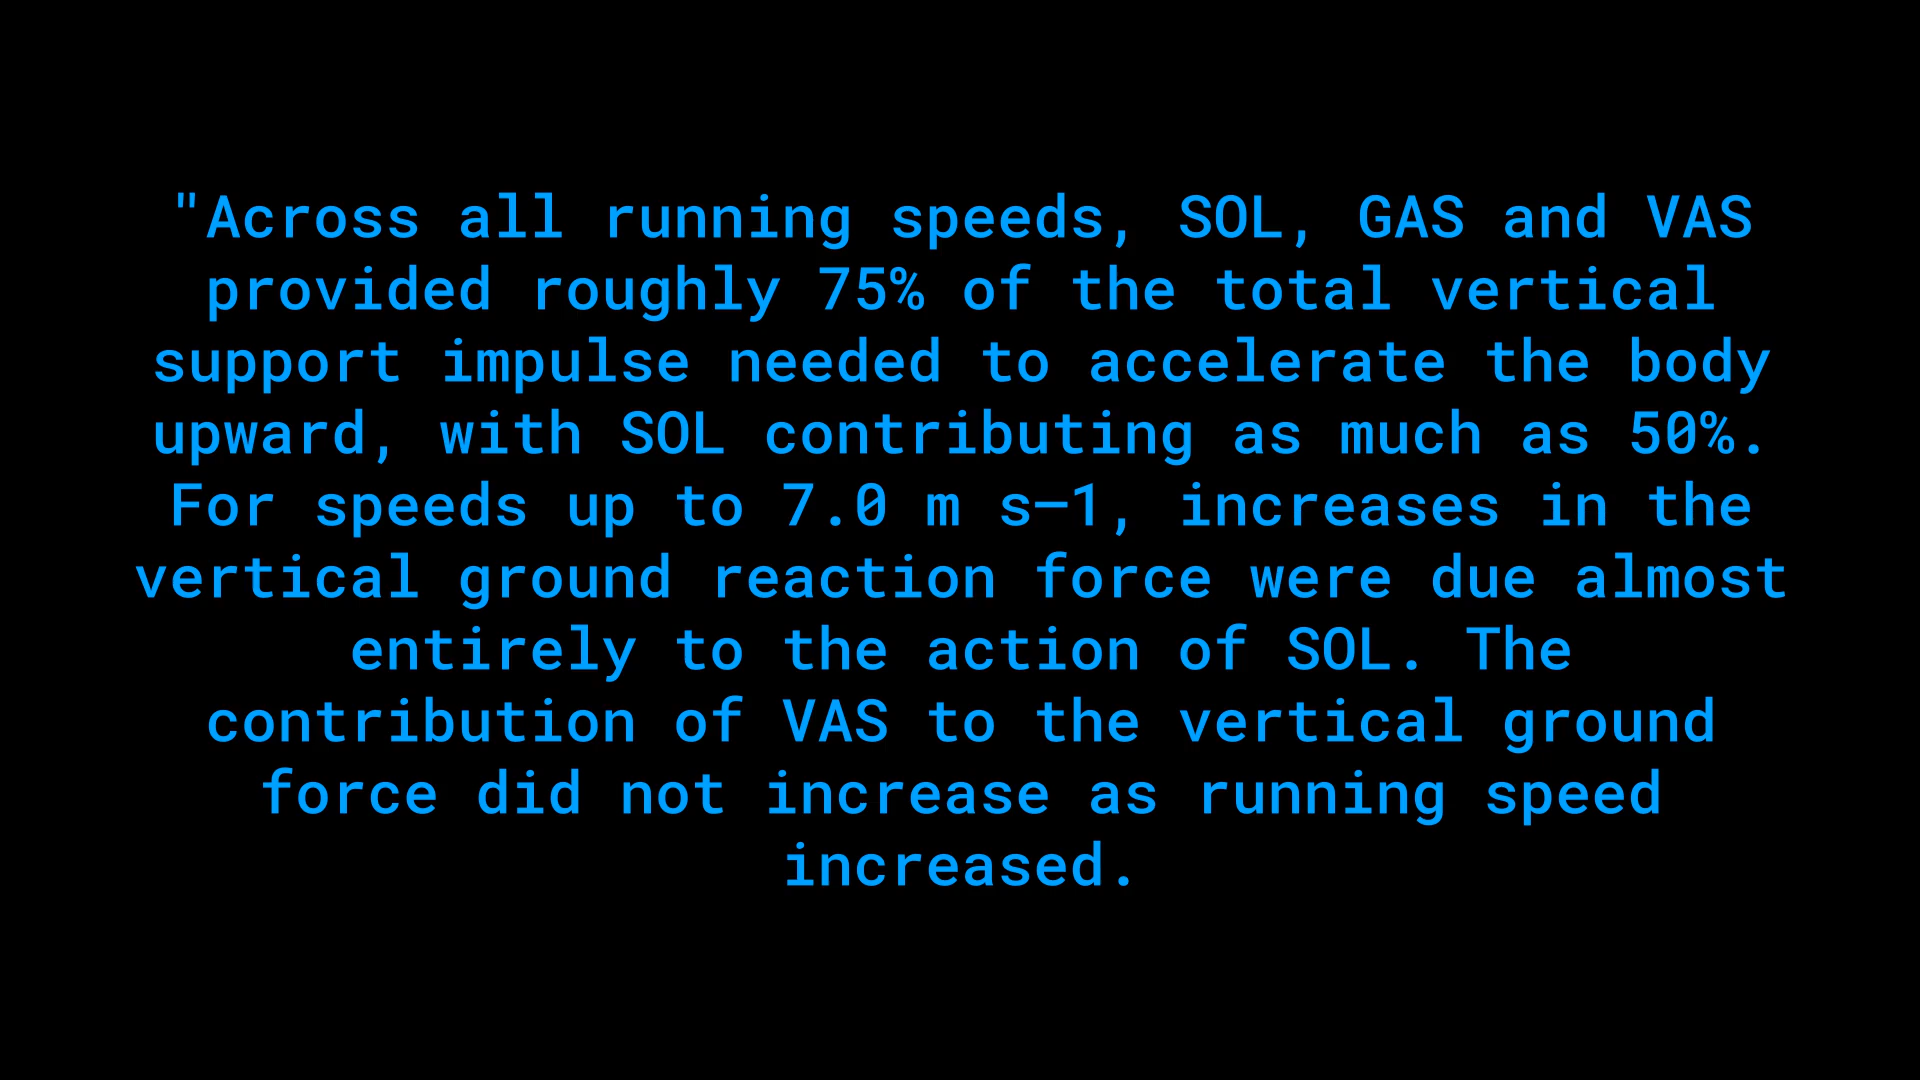 "Across all running speeds, SOL, GAS and VAS
provided roughly 75% of the total vertical
support impulse needed to accelerate the body
upward, with SOL contributing as much as 50%.
For speeds up to 7.0 m s–1, increases in the
vertical ground reaction force were due almost
entirely to the action of SOL. The
contribution of VAS to the vertical ground
force did not increase as running speed
increased.